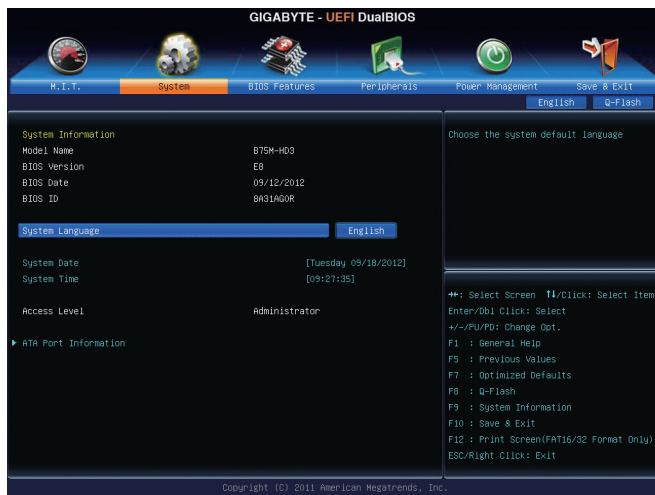 GIGABYTE - UEFI DualBIOS
M.I.T. System BIOS Features Peripherals Power Management Save & Exit
English Q-Flash
System Information
Model Name B75M-HD3
BIOS Version E8
BIOS Date 09/12/2012
BIOS ID 8A31AG0R
System Language English
System Date [Tuesday 09/18/2012]
System Time [09:27:35]
Access Level Administrator
ATA Port Information
Choose the system default language
→←: Select Screen ↑↓/Click: Select Item
Enter/Dbl Click: Select
+/-/PU/PD: Change Opt.
F1 : General Help
F5 : Previous Values
F7 : Optimized Defaults
F8 : Q-Flash
F9 : System Information
F10 : Save & Exit
F12 : Print Screen(FAT16/32 Format Only)
ESC/Right Click: Exit
Copyright (C) 2011 American Megatrends, Inc.